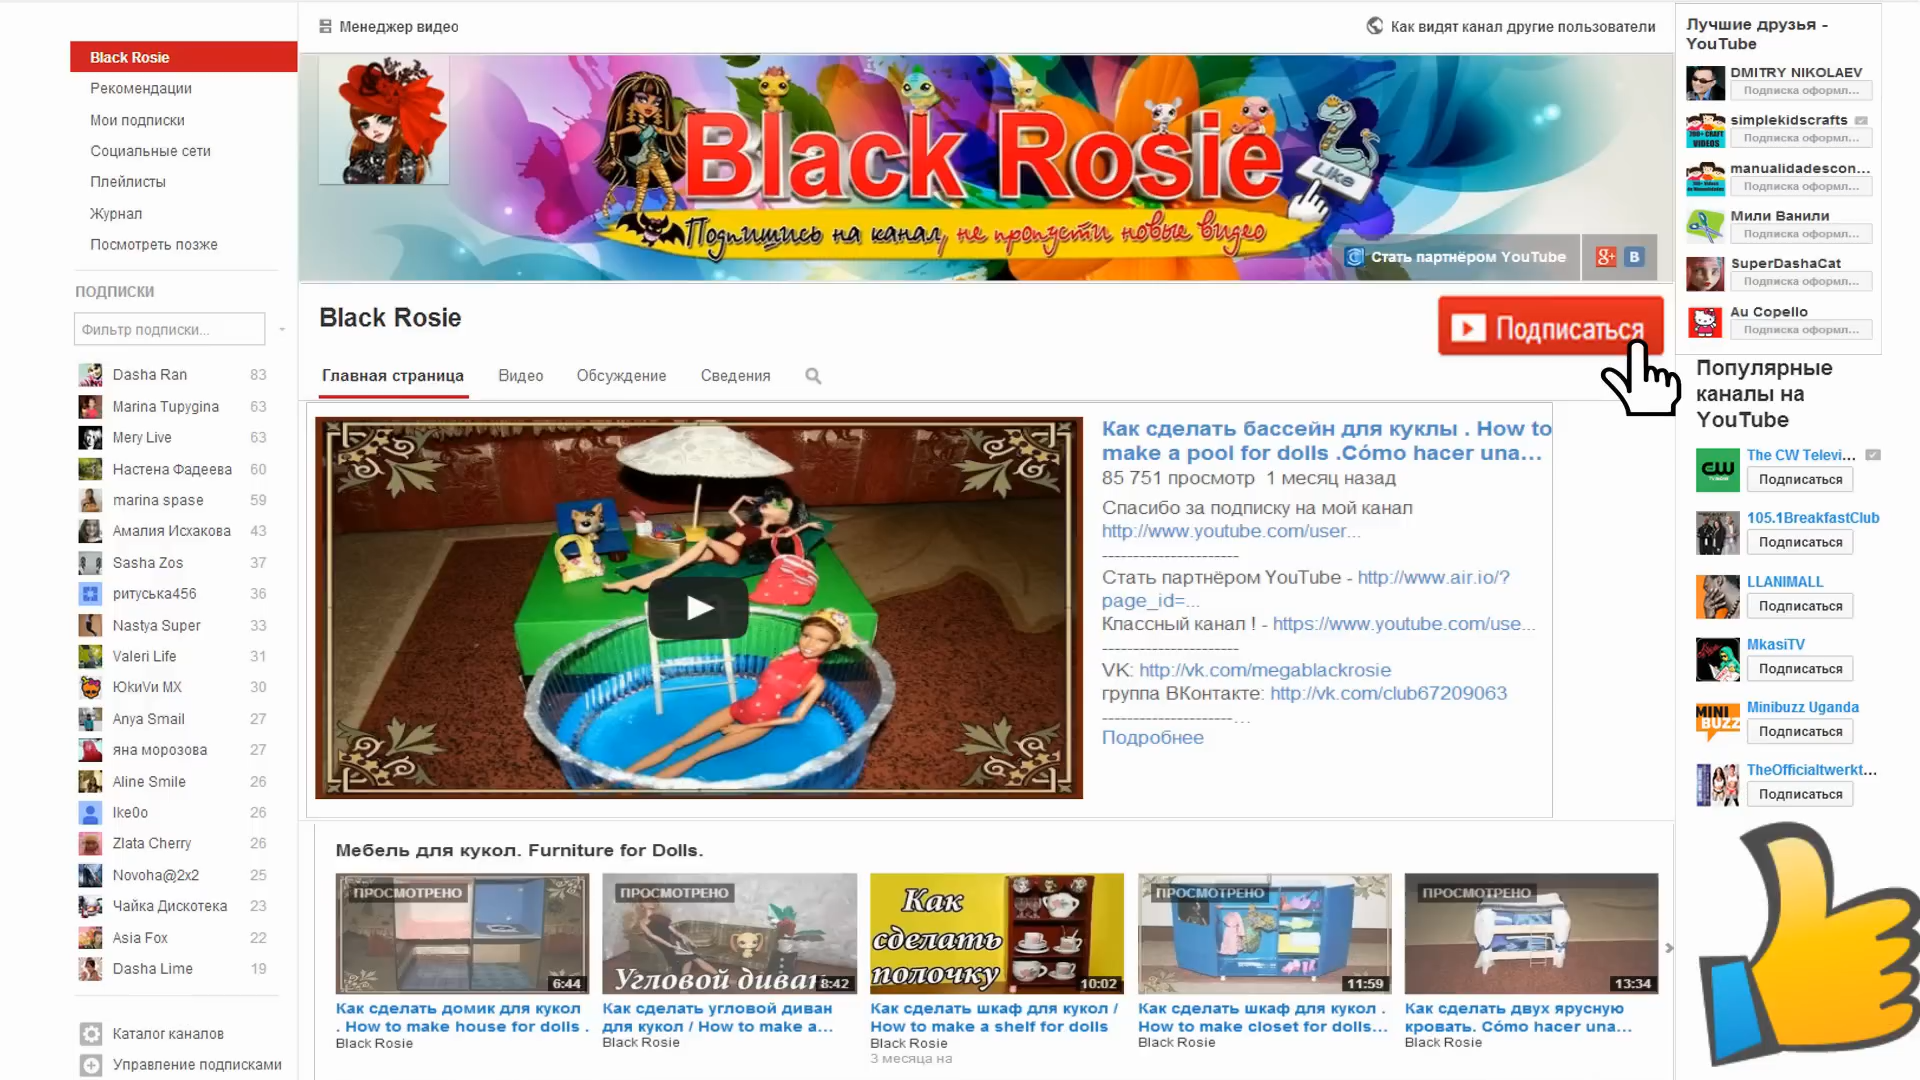 Black Rosie
Рекомендации
Мои подписки
Социальные сети
Плейлисты
Журнал
Посмотреть позже
ПОДПИСКИ
Фильтр подписки...
Dasha Ran 83
Marina Tupygina 63
Mery Live 63
Настена Фадеева 60
marina spase 59
Амалия Исхакова 43
Sasha Zos 37
ритуська456 36
Nastya Super 33
Valeri Life 31
ЮкиVи МХ 30
Anya Smail 27
яна морозова 27
Aline Smile 26
Ike0o 26
Zlata Cherry 26
Novoha@2x2 25
Чайка Дискотека 23
Asia Fox 22
Dasha Lime 19
Каталог каналов
Управление подписками
Менеджер видео
Как видят канал другие пользователи
Black Rosie
Like
Подпишись на канал, не пропусти новые видео
Стать партнёром YouTube
g+ B
Black Rosie
Подписаться
Главная страница Видео Обсуждение Сведения
Как сделать бассейн для куклы . How to
make a pool for dolls .Cómo hacer una...
85 751 просмотр 1 месяц назад
Спасибо за подписку на мой канал
http://www.youtube.com/user...
----------------------
Стать партнёром YouTube - http://www.air.io/?
page_id=...
Классный канал ! - https://www.youtube.com/use...
----------------------
VK: http://vk.com/megablackrosie
группа ВКонтакте: http://vk.com/club67209063
---------------------...
Подробнее
Мебель для кукол. Furniture for Dolls.
ПРОСМОТРЕНО
6:44
Как сделать домик для кукол
. How to make house for dolls .
Black Rosie
ПРОСМОТРЕНО
Угловой диван
8:42
Как сделать угловой диван
для кукол / How to make a...
Black Rosie
Как
сделать
полочку
10:02
Как сделать шкаф для кукол /
How to make a shelf for dolls
Black Rosie
3 месяца на
ПРОСМОТРЕНО
11:59
Как сделать шкаф для кукол .
How to make closet for dolls...
Black Rosie
ПРОСМОТРЕНО
13:34
Как сделать двух ярусную
кровать. Cómo hacer una...
Black Rosie
Лучшие друзья -
YouTube
DMITRY NIKOLAEV
Подписка оформл...
simplekidscrafts
Подписка оформл...
manualidadescon...
Подписка оформл...
Мили Ванили
Подписка оформл...
SuperDashaCat
Подписка оформл...
Au Copello
Подписка оформл...
Популярные
каналы на
YouTube
CW
The CW Televi...
Подписаться
105.1BreakfastClub
Подписаться
LLANIMALL
Подписаться
MkasiTV
Подписаться
MINI
BUZZ
Minibuzz Uganda
Подписаться
TheOfficialtwerkt...
Подписаться